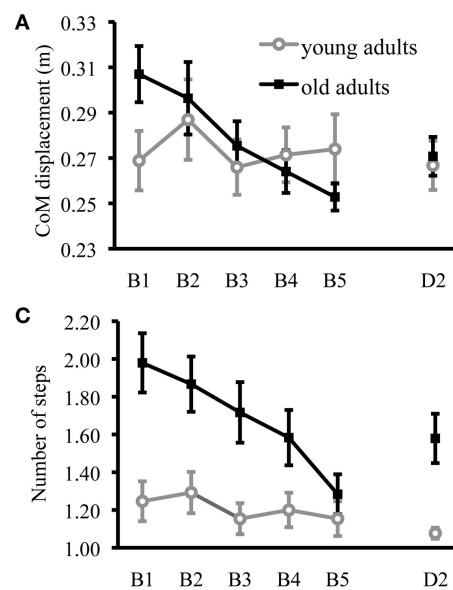 A
CoM displacement (m)
0.33
0.31
0.29
0.27
0.25
0.23
young adults
old adults
B1 B2 B3 B4 B5 D2
C
Number of steps
2.20
2.00
1.80
1.60
1.40
1.20
1.00
B1 B2 B3 B4 B5 D2